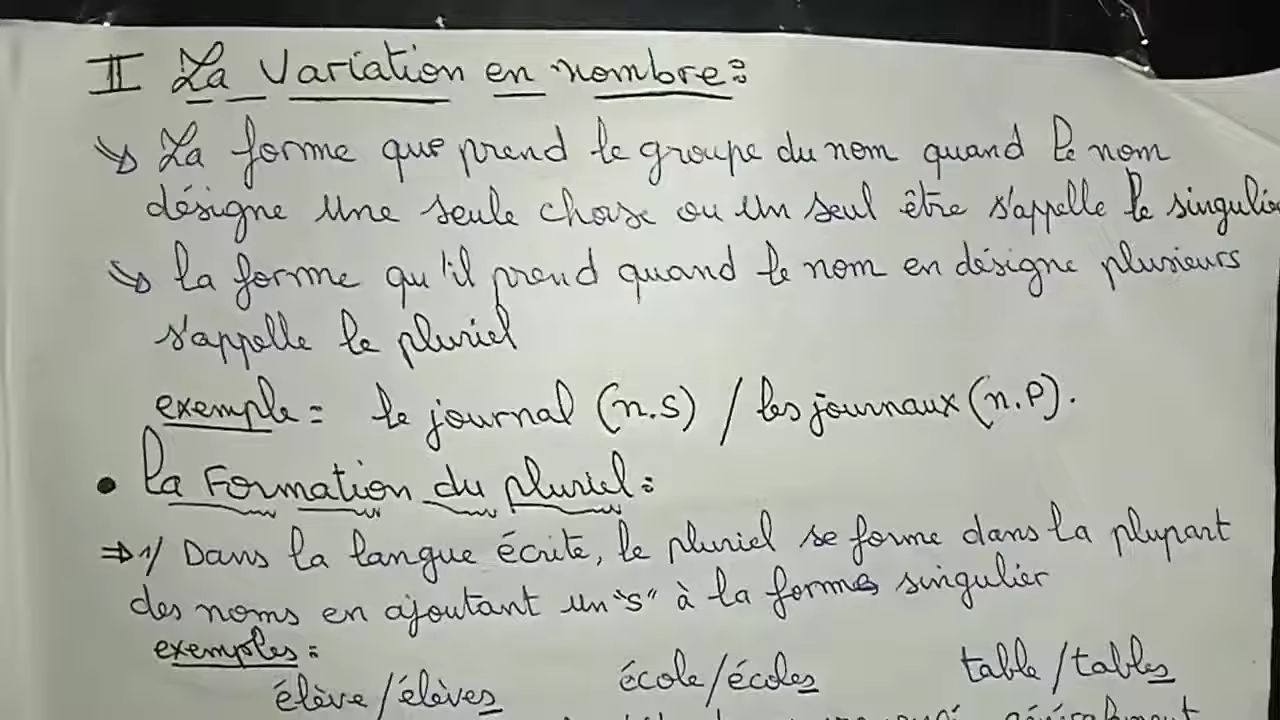 II La Variation en nombre:
↘ La forme que prend le groupe du nom quand le nom
désigne une seule chose ou un seul être s'appelle le singulie
↘ la forme qu'il prend quand le nom en désigne plusieurs
s'appelle le pluriel
exemple = le journal (n.s) / les journaux (n.p).
• La Formation du pluriel:
⇒ 1/ Dans la langue écrite, le pluriel se forme dans la plupart
des noms en ajoutant un "s" à la forme singulier
exemples:
élève/élèves école/écoles table/tables
généralement